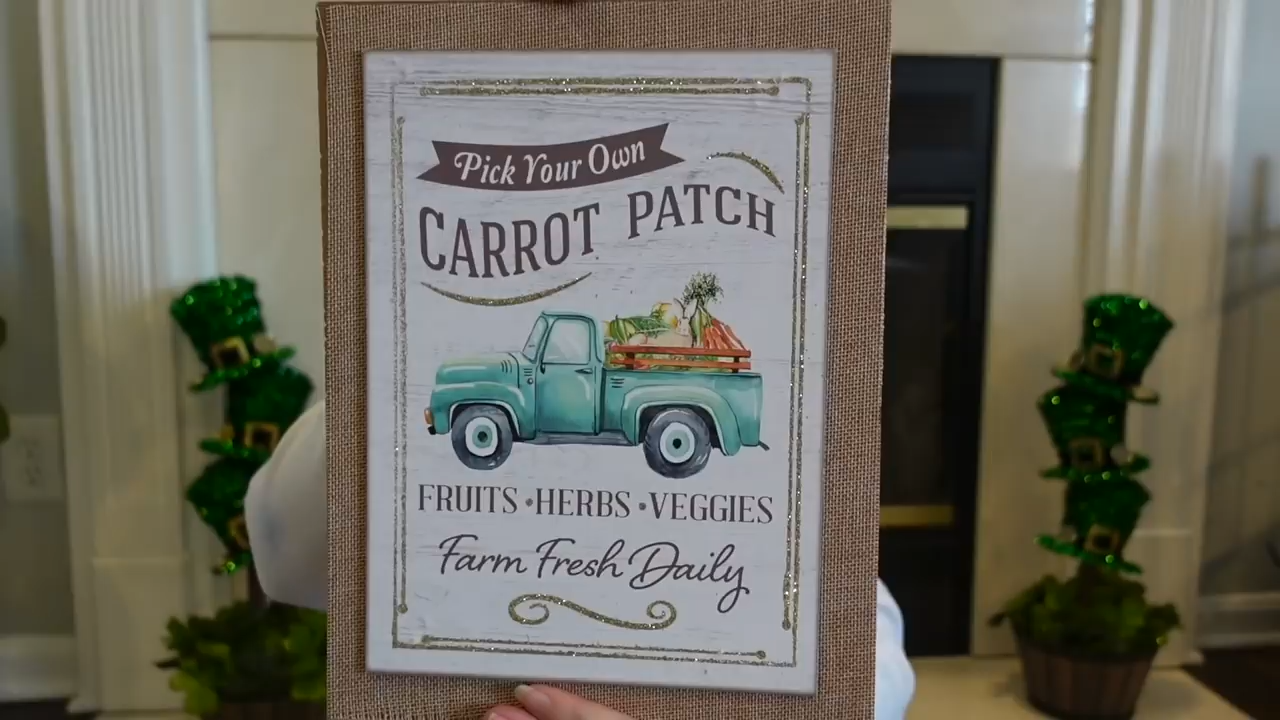 Pick Your Own
CARROT PATCH
FRUITS • HERBS • VEGGIES
Farm Fresh Daily